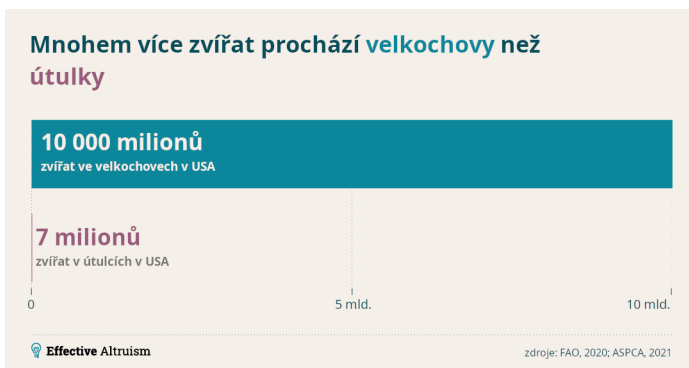 Mnohem více zvířat prochází velkochovy než
útulky
10 000 milionů
zvířat ve velkochovech v USA
7 milionů
zvířat v útulcích v USA
0
5 mld.
10 mld.
Effective Altruism
zdroje: FAO, 2020; ASPCA, 2021